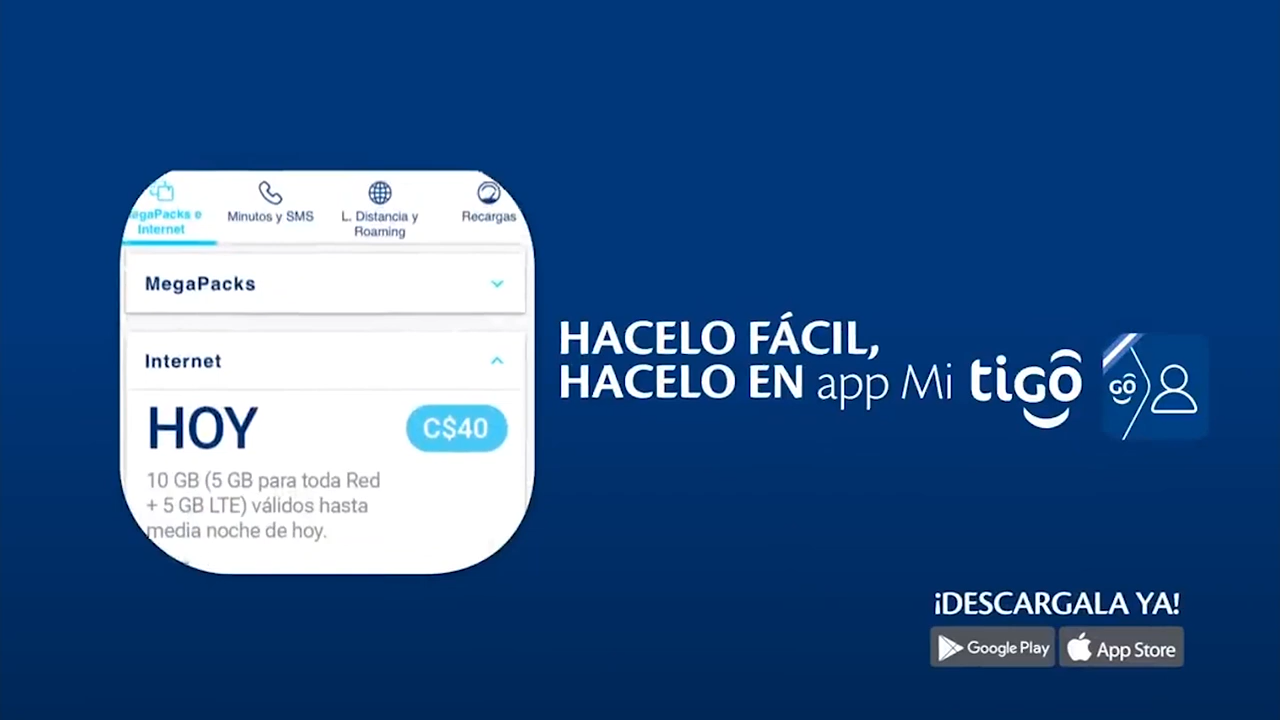 egaPacks e
Internet
Minutos y SMS
L. Distancia y
Roaming
Recargas
MegaPacks
Internet
HOY
C$40
10 GB (5 GB para toda Red
+ 5 GB LTE) válidos hasta
media noche de hoy.
HACELO FÁCIL,
HACELO EN app Mi tigo
GO
¡DESCARGALA YA!
Google Play
App Store